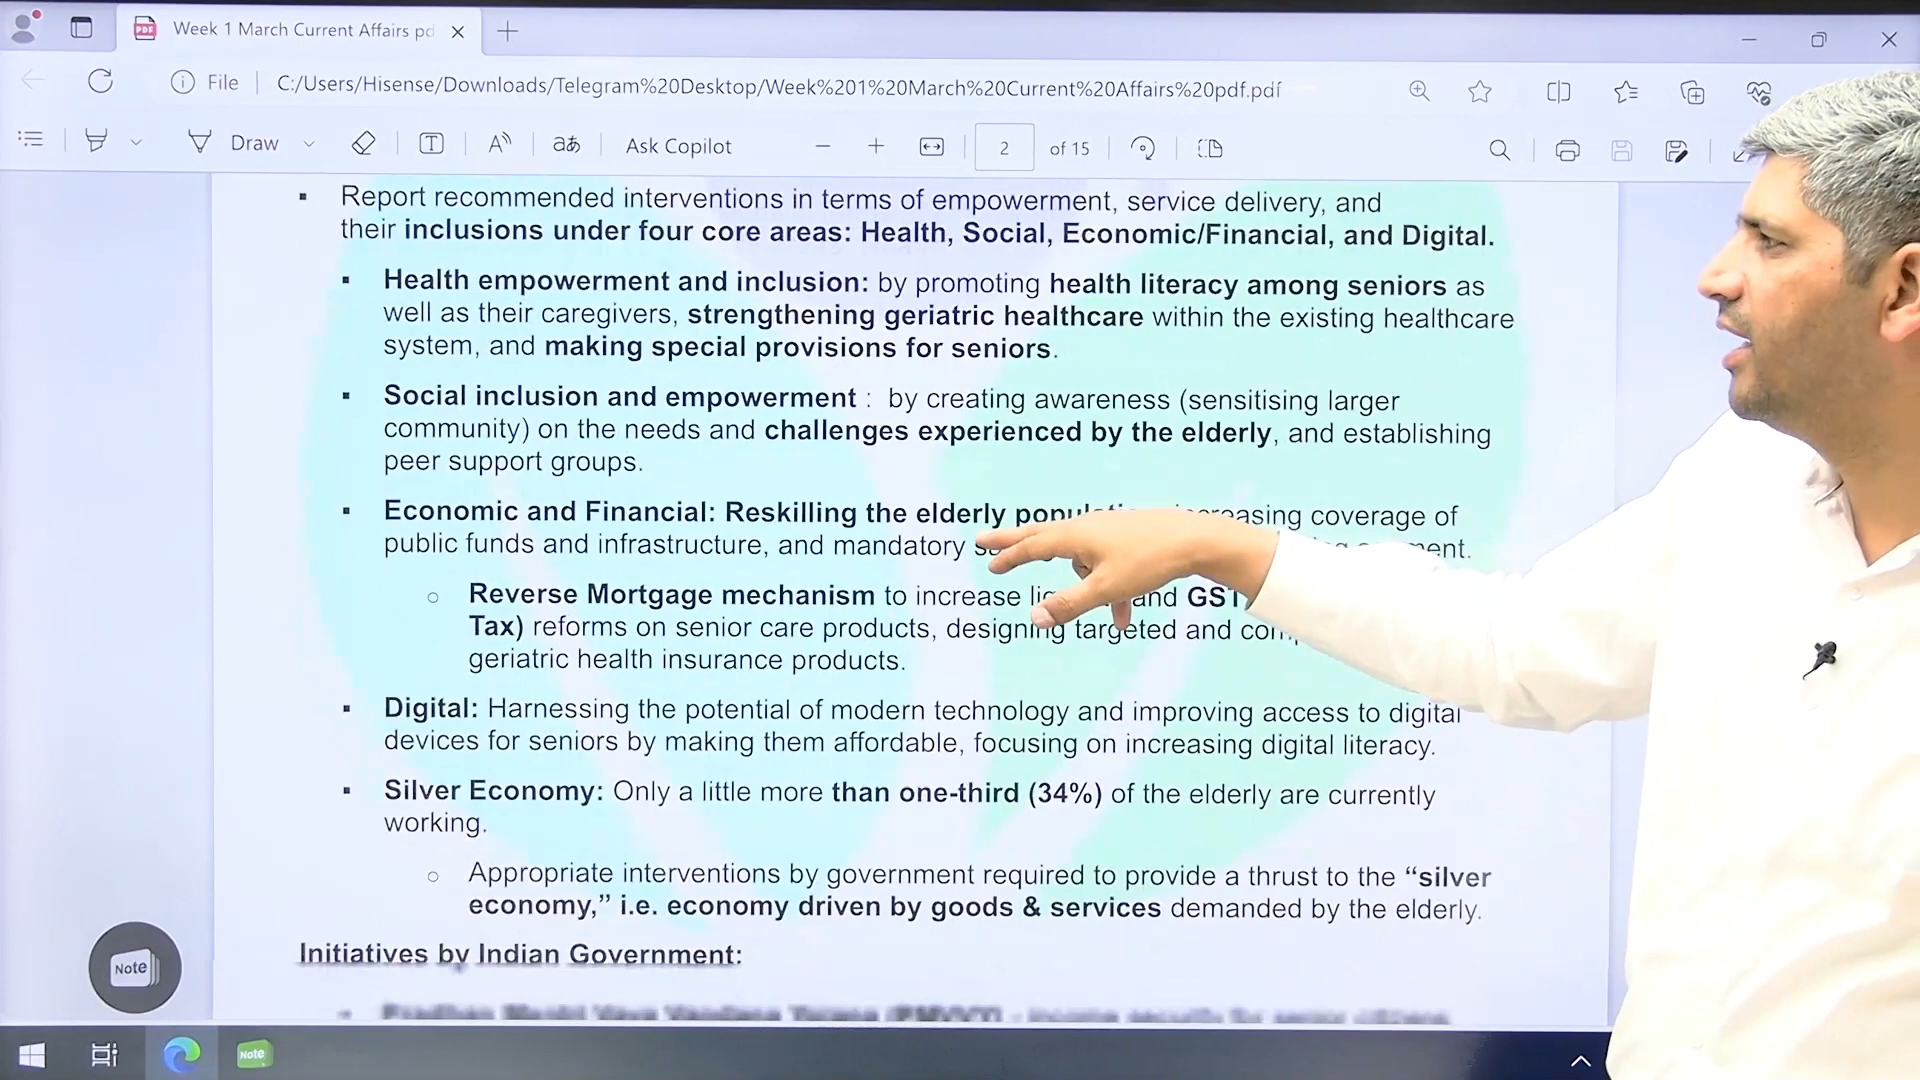 Week 1 March Current Affairs pd
File
C:/Users/Hisense/Downloads/Telegram%20Desktop/Week%201%20March%20Current%20Affairs%20pdf.pdf
Draw
T
A
aあ
Ask Copilot
2 of 15
Report recommended interventions in terms of empowerment, service delivery, and
their inclusions under four core areas: Health, Social, Economic/Financial, and Digital.
Health empowerment and inclusion: by promoting health literacy among seniors as
well as their caregivers, strengthening geriatric healthcare within the existing healthcare
system, and making special provisions for seniors.
Social inclusion and empowerment : by creating awareness (sensitising larger
community) on the needs and challenges experienced by the elderly, and establishing
peer support groups.
Economic and Financial: Reskilling the elderly coverage of
public funds and infrastructure, and mandatory
Reverse Mortgage mechanism to increase and GST
Tax) reforms on senior care products, designing targeted and
geriatric health insurance products.
Digital: Harnessing the potential of modern technology and improving access to digital
devices for seniors by making them affordable, focusing on increasing digital literacy.
Silver Economy: Only a little more than one-third (34%) of the elderly are currently
working.
Appropriate interventions by government required to provide a thrust to the “silver
economy,” i.e. economy driven by goods & services demanded by the elderly.
Initiatives by Indian Government:
Note
Note